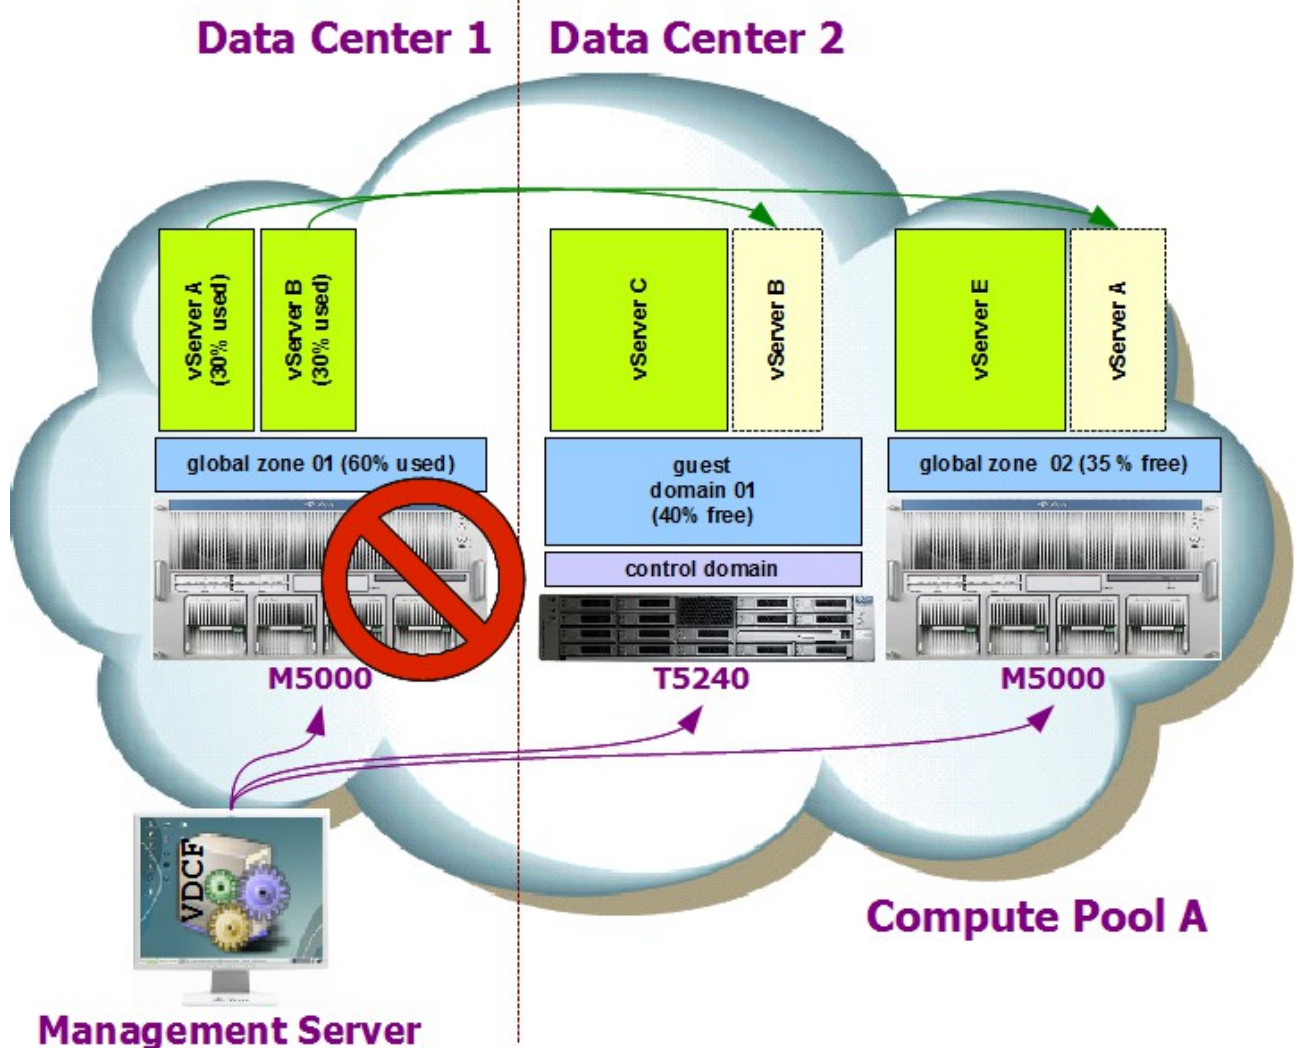 Data Center 1
Data Center 2
vServer A
(30% used)
vServer B
(30% used)
vServer C
vServer B
vServer E
vServer A
global zone 01 (60% used)
guest
domain 01
(40% free)
global zone  02 (35 % free)
control domain
M5000
T5240
M5000
VDCF
Compute Pool A
Management Server